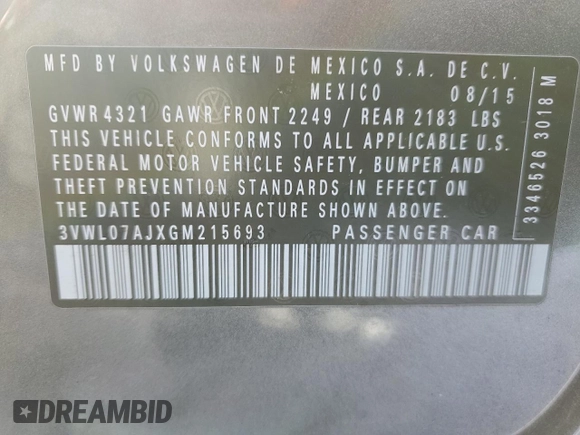 MFD BY VOLKSWAGEN DE MEXICO S.A. DE C.V.
MEXICO 08/15
GVWR 4321 GAWR FRONT 2249 / REAR 2183 LBS
THIS VEHICLE CONFORMS TO ALL APPLICABLE U.S.
FEDERAL MOTOR VEHICLE SAFETY, BUMPER AND
THEFT PREVENTION STANDARDS IN EFFECT ON
THE DATE OF MANUFACTURE SHOWN ABOVE.
3VWL07AJXGM215693 PASSENGER CAR
3346526 3018 M
DREAMBID